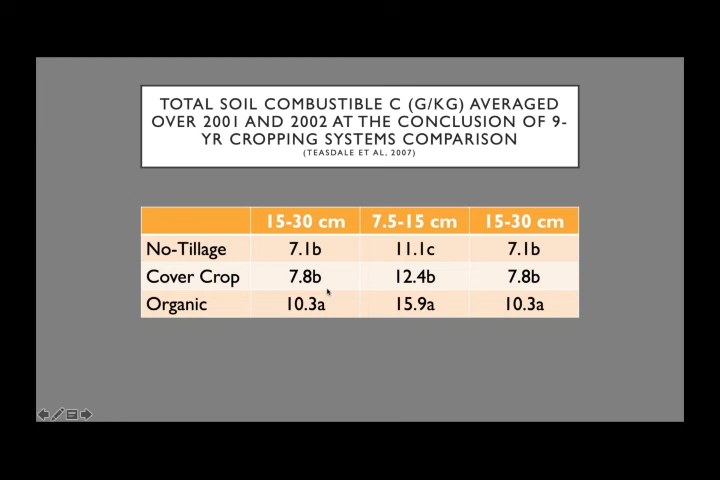 TOTAL SOIL COMBUSTIBLE C (G/KG) AVERAGED
OVER 2001 AND 2002 AT THE CONCLUSION OF 9-
YR CROPPING SYSTEMS COMPARISON
(TEASDALE ET AL, 2007)
15-30 cm 7.5-15 cm 15-30 cm
No-Tillage 7.1b 11.1c 7.1b
Cover Crop 7.8b 12.4b 7.8b
Organic 10.3a 15.9a 10.3a